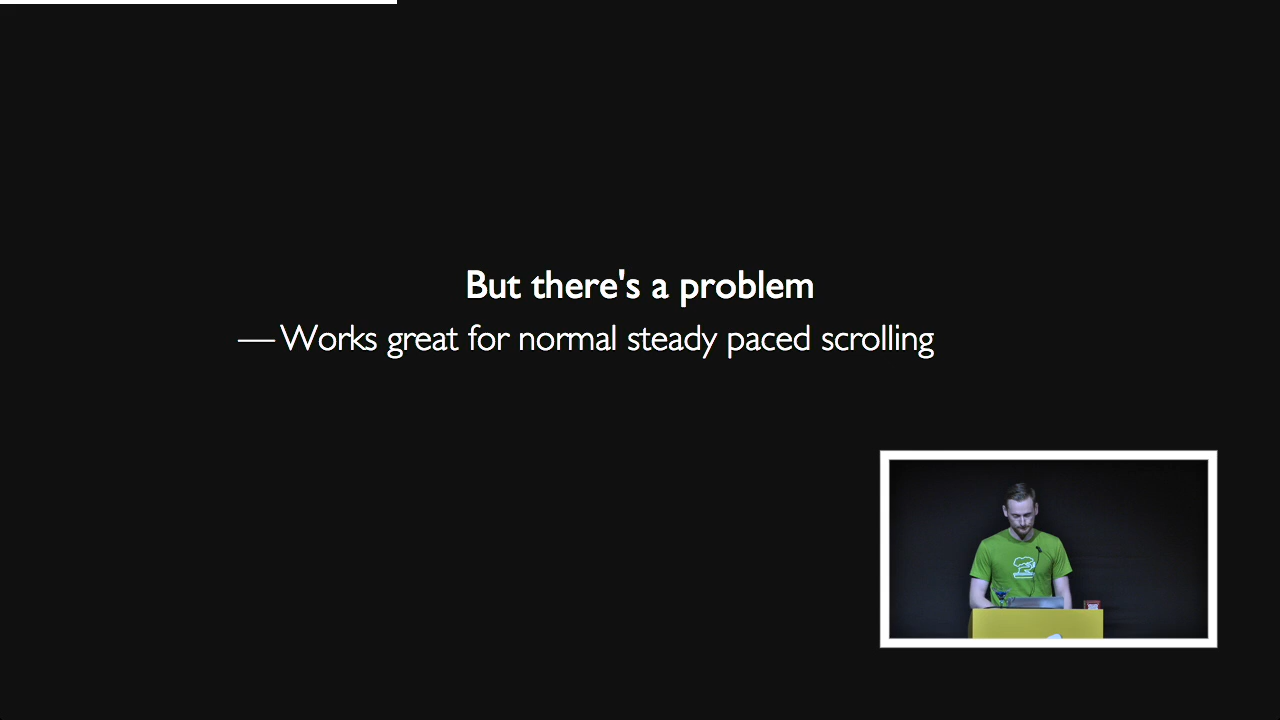 But there's a problem
— Works great for normal steady paced scrolling